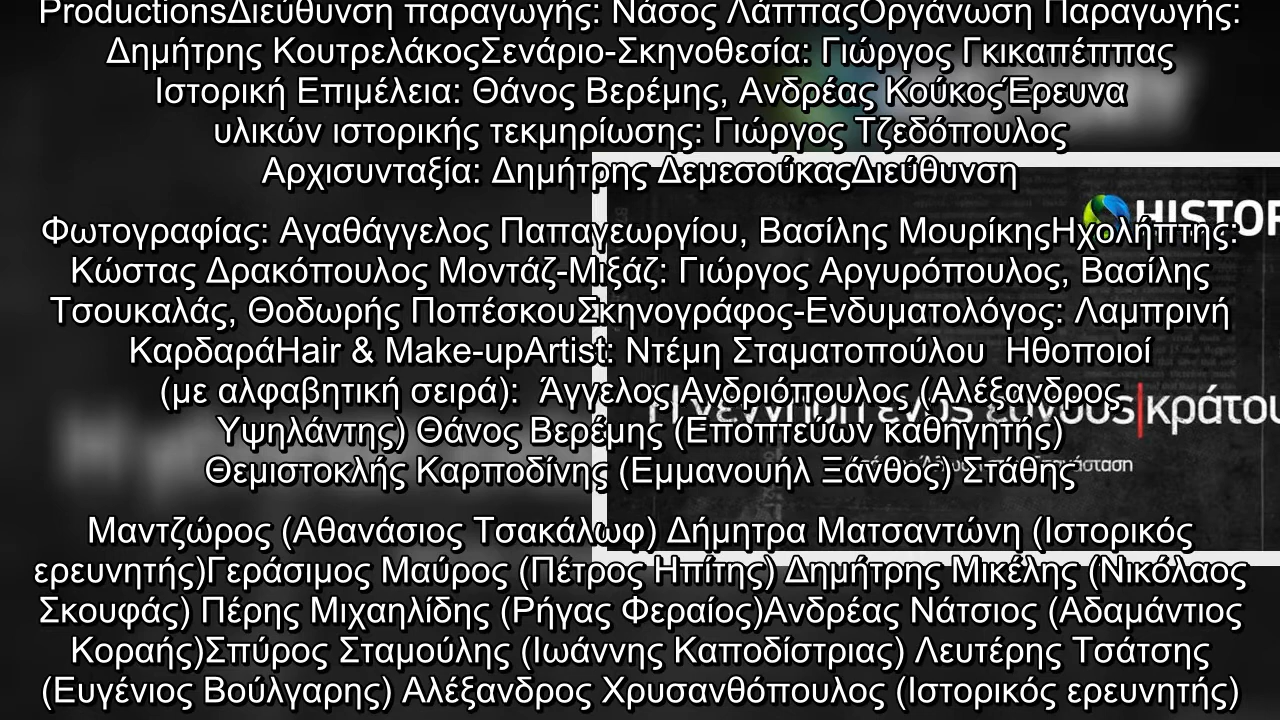 ProductionsΔιεύθυνση παραγωγής: Νάσος ΛάππαςΟργάνωση Παραγωγής:
Δημήτρης ΚουτρελάκοςΣενάριο-Σκηνοθεσία: Γιώργος Γκικαπέππας
Ιστορική Επιμέλεια: Θάνος Βερέμης, Ανδρέας ΚούκοςΈρευνα
υλικών ιστορικής τεκμηρίωσης: Γιώργος Τζεδόπουλος
Αρχισυνταξία: Δημήτρης ΔεμεσούκαςΔιεύθυνση
HISTOR
Φωτογραφίας: Αγαθάγγελος Παπαγεωργίου, Βασίλης ΜουρίκηςΗχολήπτης:
Κώστας Δρακόπουλος Μοντάζ-Μιξάζ: Γιώργος Αργυρόπουλος, Βασίλης
Τσουκαλάς, Θοδωρής ΠοπέσκουΣκηνογράφος-Ενδυματολόγος: Λαμπρινή
ΚαρδαράHair & Make-upArtist: Ντέμη Σταματοπούλου  Ηθοποιοί
(με αλφαβητική σειρά):  Άγγελος Ανδριόπουλος (Αλέξανδρος
Η γέννηση ενός έθνους|κράτου
Υψηλάντης) Θάνος Βερέμης (Εποπτεύων καθηγητής)
Θεμιστοκλής Καρποδίνης (Εμμανουήλ Ξάνθος) Στάθης
Μαντζώρος (Αθανάσιος Τσακάλωφ) Δήμητρα Ματσαντώνη (Ιστορικός
ερευνητής)Γεράσιμος Μαύρος (Πέτρος Ηπίτης) Δημήτρης Μικέλης (Νικόλαος
Σκουφάς) Πέρης Μιχαηλίδης (Ρήγας Φεραίος)Ανδρέας Νάτσιος (Αδαμάντιος
Κοραής)Σπύρος Σταμούλης (Ιωάννης Καποδίστριας) Λευτέρης Τσάτσης
(Ευγένιος Βούλγαρης) Αλέξανδρος Χρυσανθόπουλος (Ιστορικός ερευνητής)